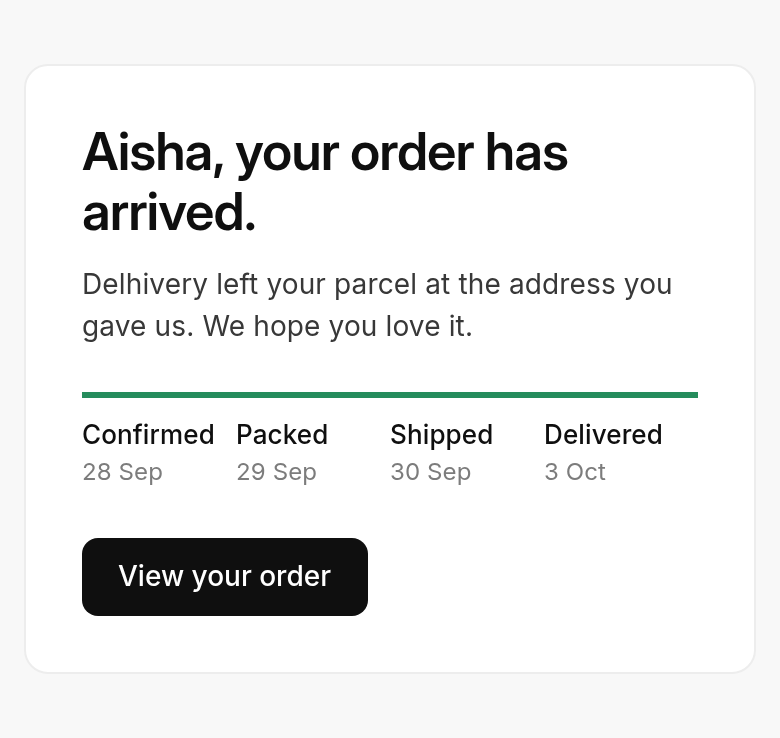 Aisha, your order has
arrived.
Delhivery left your parcel at the address you
gave us. We hope you love it.
Confirmed Packed Shipped Delivered
28 Sep 29 Sep 30 Sep 3 Oct
View your order